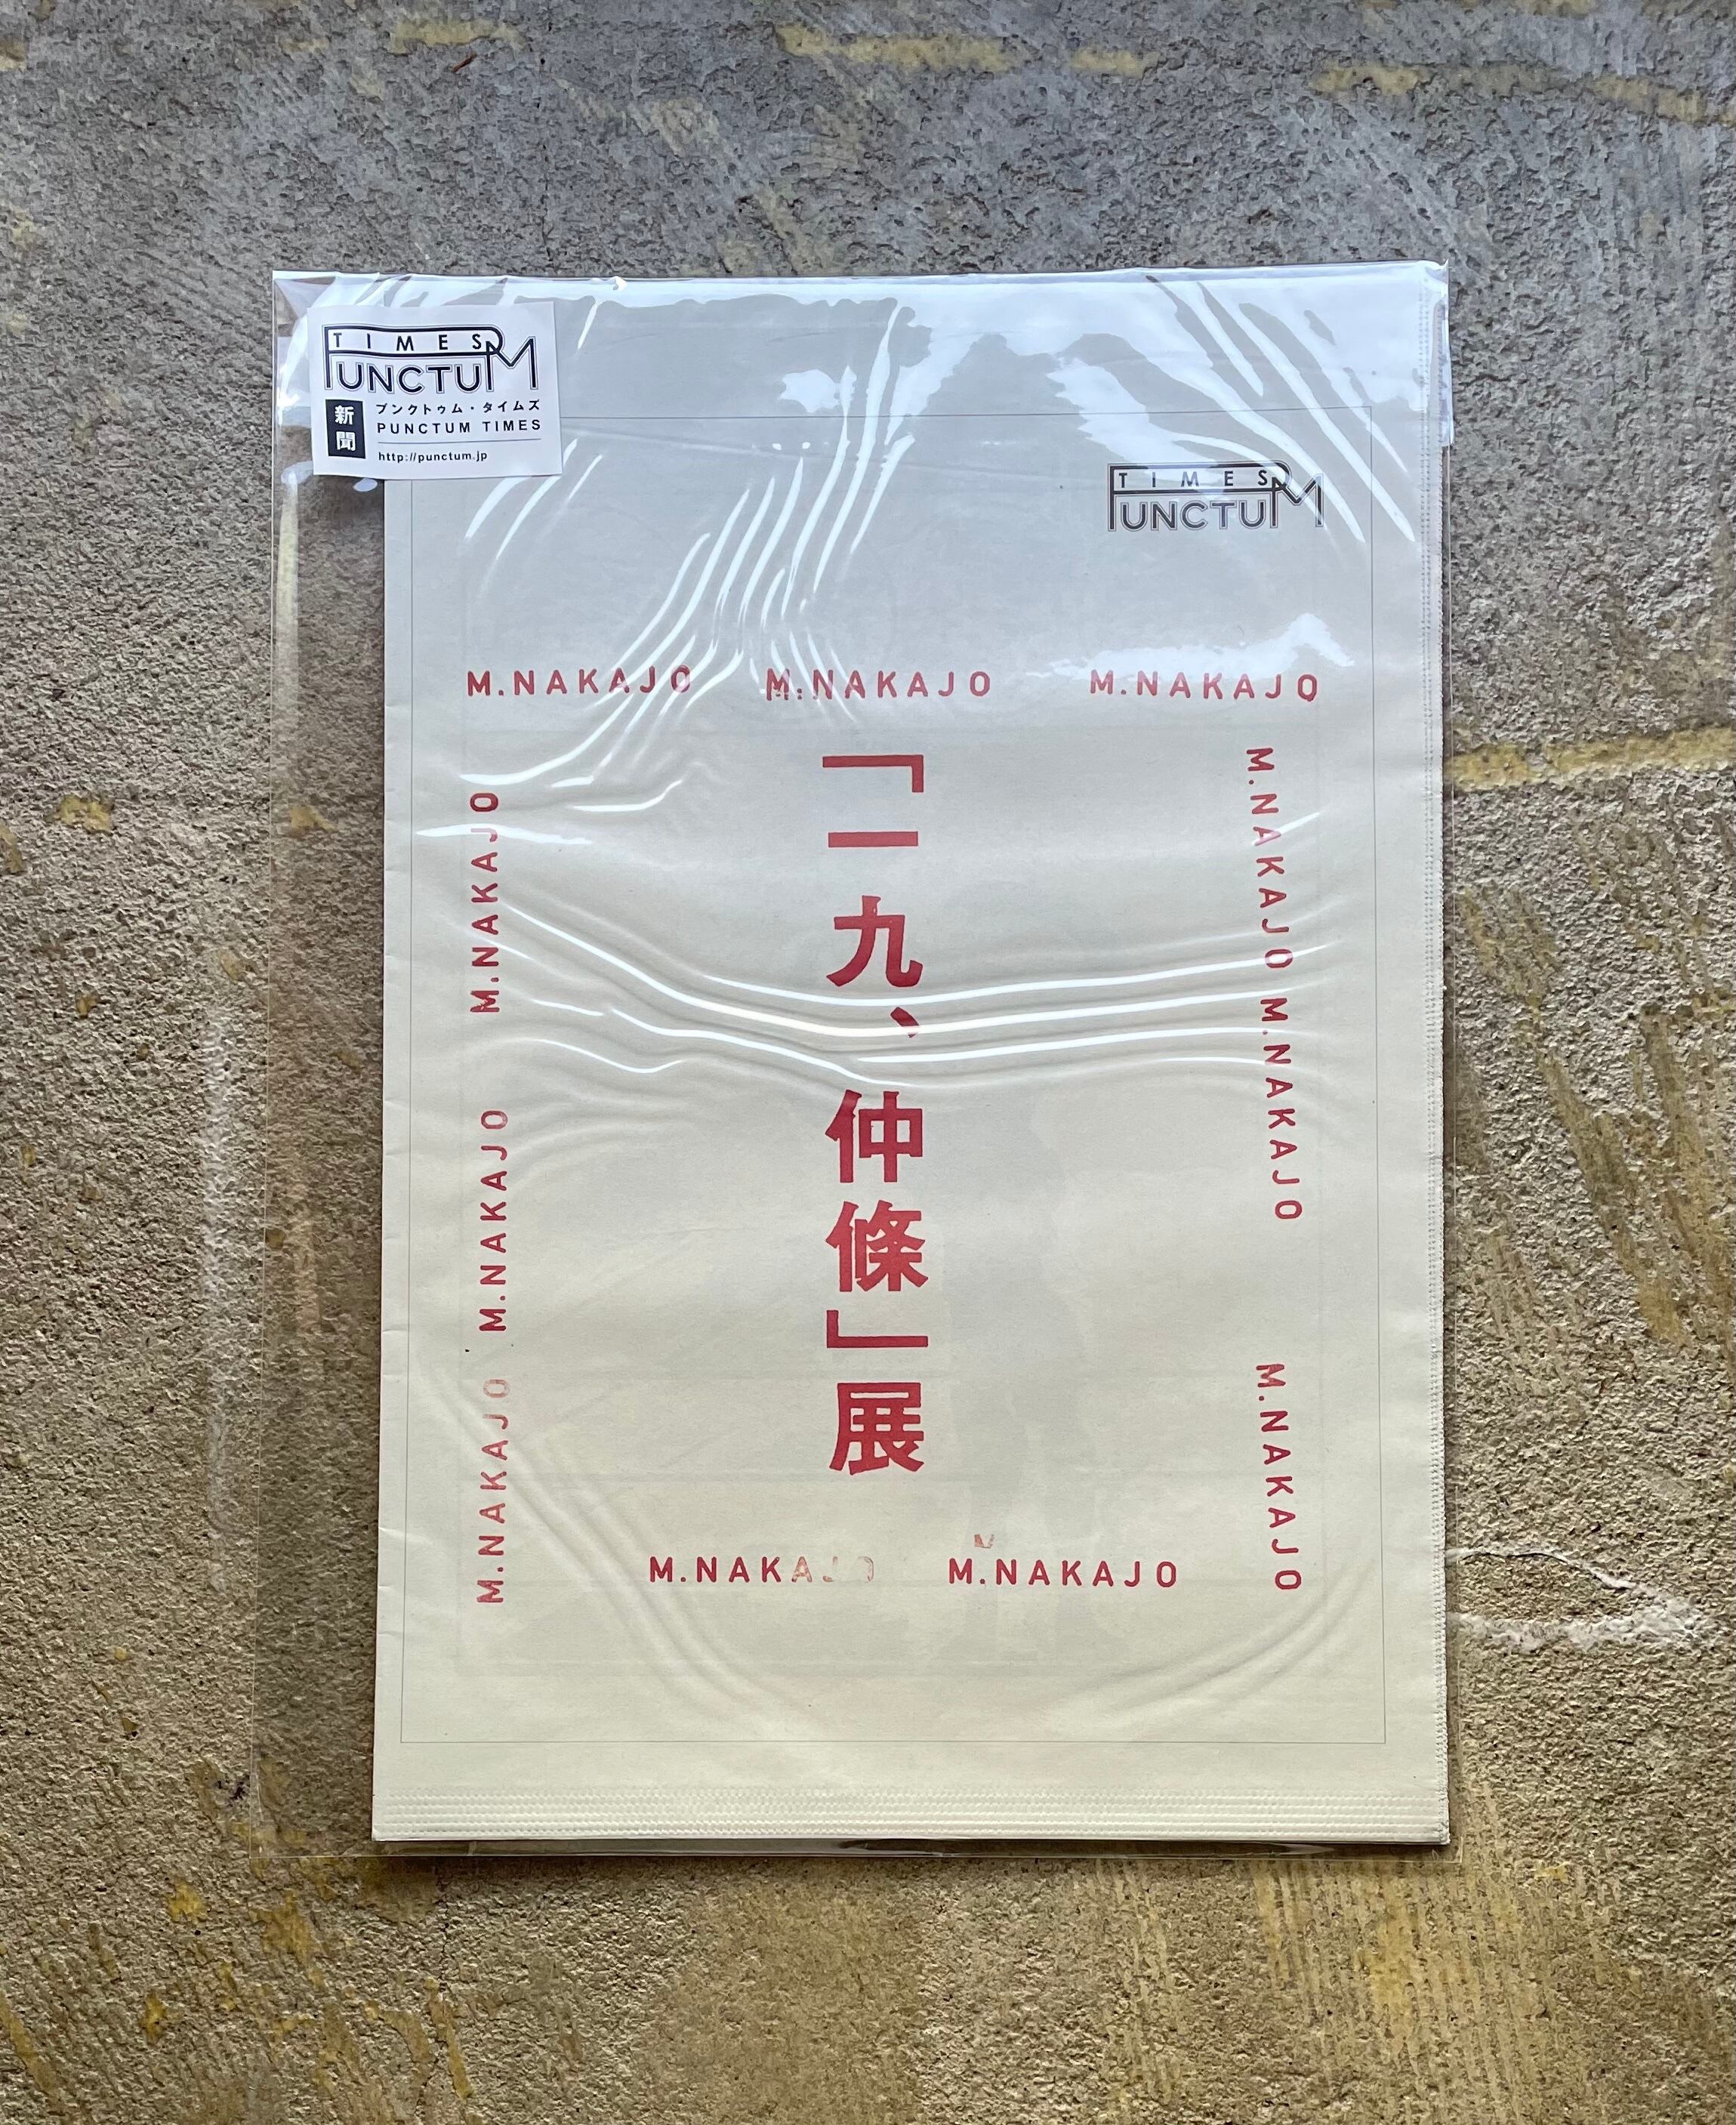 TIMES
PUNCTUM
新聞
プンクトゥム・タイムズ
PUNCTUM TIMES
http://punctum.jp
TIMES
PUNCTUM
M.NAKAJO M.NAKAJO M.NAKAJO
M.NAKAJO M.NAKAJO
M.NAKAJO
「一九、仲條」展
M.NAKAJO
M.NAKAJO
M.NAKAJO
M
M.NAKAJO M.NAKAJO